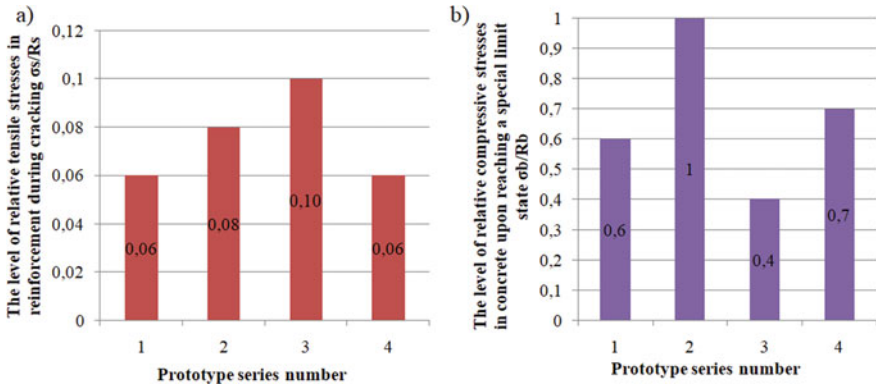 a)
The level of relative tensile stresses in
reinforcement during cracking σs/Rs
0,12
0,1
0,08
0,06
0,04
0,02
0
0,06
0,08
0,10
0,06
1 2 3 4
Prototype series number
b)
The level of relative compressive stresses
in concrete upon reaching a special limit
state σb/Rb
1
0,9
0,8
0,7
0,6
0,5
0,4
0,3
0,2
0,1
0
0,6
1
0,4
0,7
1 2 3 4
Prototype series number